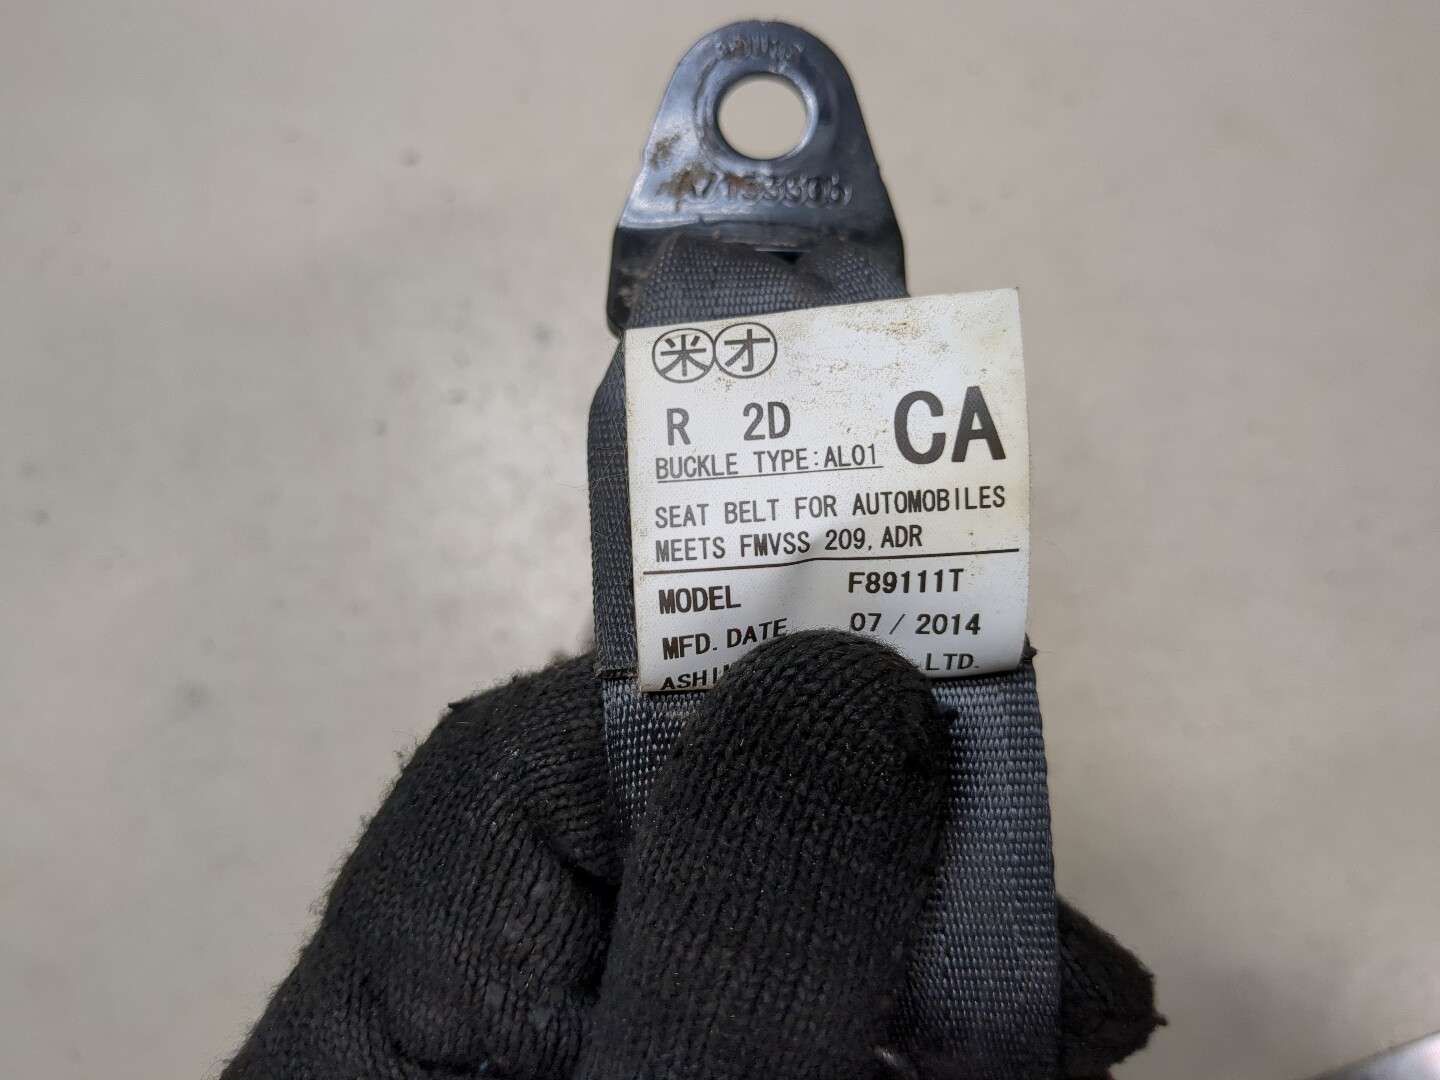 米 オ
R 2D CA
BUCKLE TYPE:AL01
SEAT BELT FOR AUTOMOBILES
MEETS FMVSS 209, ADR
MODEL F89111T
MFD. DATE 07/2014
LTD.